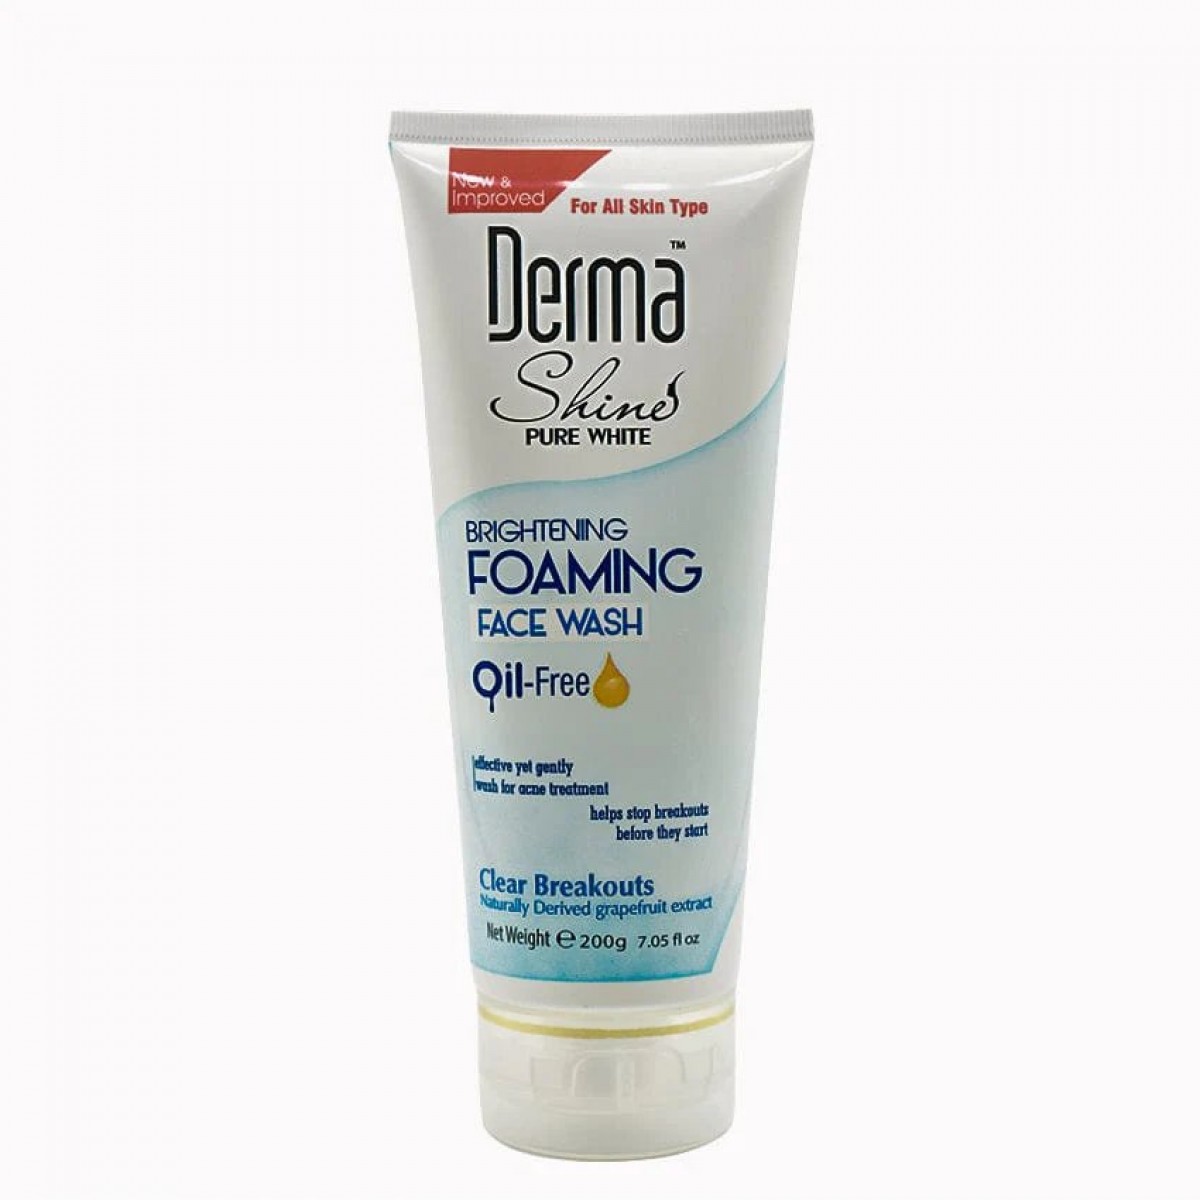 New &
Improved
For All Skin Type
Derma™
Shine
PURE WHITE
BRIGHTENING
FOAMING
FACE WASH
Oil-Free
effective yet gently
wash for acne treatment
helps stop breakouts
before they start
Clear Breakouts
Naturally Derived grapefruit extract
Net Weight ℮ 200g 7.05 fl oz